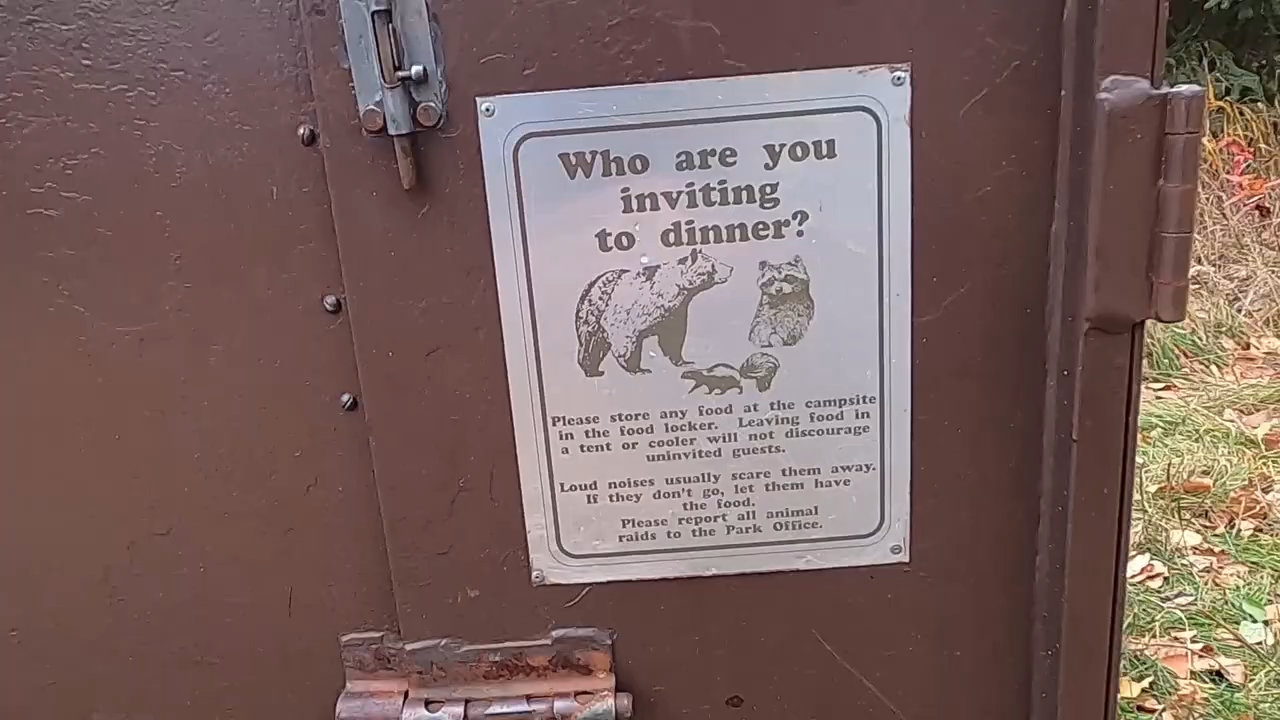 Who are you
inviting
to dinner?
Please store any food at the campsite
in the food locker. Leaving food in
a tent or cooler will not discourage
uninvited guests.
Loud noises usually scare them away.
If they don't go, let them have
the food.
Please report all animal
raids to the Park Office.